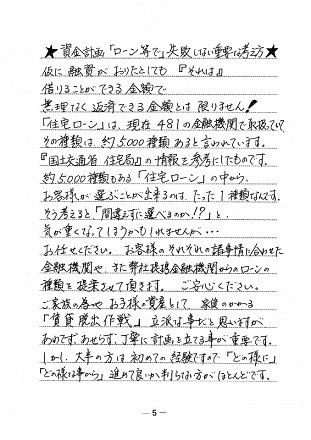 ★資金計画「ローン等で」失敗しない重要な考え方★
仮に融資がおりたとしても『それは』
借りることができる金額で
無理なく返済できる金額とは限りません!
「住宅ローン」は、現在481の金融機関で取扱っていて
その種類は、約5,000種類あると言われています。
『国土交通省 住宅局』の情報を参考にしたものです。
約5,000種類もある「住宅ローン」の中から、
お客様が選ぶことが出来るのは、たった1種類なんです。
そう考えると、「間違えずに選べるのか!?」と、
気が重くなってしまうかもしれませんが…
お任せください。お客様のそれぞれの諸事情に合わせた
金融機関や、また弊社提携金融機関からのローンの
種類を提案させて頂きます。ご安心ください。
ご家族の為や、お子様の資産として、家賃のかかる
「賃貸脱出作戦」立派な事だと思いますが
あわてず、あせらず、丁寧に計画を立てる事が重要です。
しかし、大半の方は初めての経験ですので「どの様に」
「どの様な事から」進めて良いか判らない方がほとんどです。
－5－